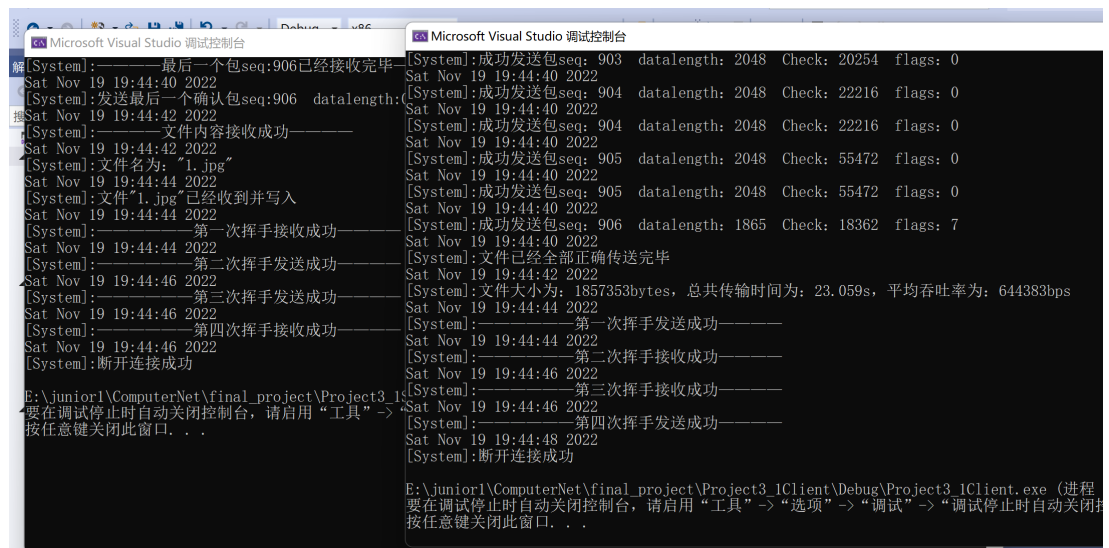 Debug
x86
Microsoft Visual Studio 调试控制台
[System]:————最后一个包seq:906已经接收完毕—
Sat Nov 19 19:44:40 2022
[System]:发送最后一个确认包seq:906 datalength:
Sat Nov 19 19:44:42 2022
[System]:————文件内容接收成功————
Sat Nov 19 19:44:42 2022
[System]:文件名为："1.jpg"
Sat Nov 19 19:44:44 2022
[System]:文件"1.jpg"已经收到并写入
Sat Nov 19 19:44:44 2022
[System]:——————第一次挥手接收成功————
Sat Nov 19 19:44:44 2022
[System]:——————第二次挥手发送成功————
Sat Nov 19 19:44:46 2022
[System]:——————第三次挥手发送成功————
Sat Nov 19 19:44:46 2022
[System]:——————第四次挥手接收成功————
Sat Nov 19 19:44:46 2022
[System]:断开连接成功
E:\junior1\ComputerNet\final_project\Project3_1S
要在调试停止时自动关闭控制台，请启用“工具”->“
按任意键关闭此窗口. . .
Microsoft Visual Studio 调试控制台
[System]:成功发送包seq: 903 datalength: 2048 Check: 20254 flags: 0
Sat Nov 19 19:44:40 2022
[System]:成功发送包seq: 904 datalength: 2048 Check: 22216 flags: 0
Sat Nov 19 19:44:40 2022
[System]:成功发送包seq: 904 datalength: 2048 Check: 22216 flags: 0
Sat Nov 19 19:44:40 2022
[System]:成功发送包seq: 905 datalength: 2048 Check: 55472 flags: 0
Sat Nov 19 19:44:40 2022
[System]:成功发送包seq: 905 datalength: 2048 Check: 55472 flags: 0
Sat Nov 19 19:44:40 2022
[System]:成功发送包seq: 906 datalength: 1865 Check: 18362 flags: 7
Sat Nov 19 19:44:40 2022
[System]:文件已经全部正确传送完毕
Sat Nov 19 19:44:42 2022
[System]:文件大小为：1857353bytes，总共传输时间为：23.059s，平均吞吐率为：644383bps
Sat Nov 19 19:44:44 2022
[System]:——————第一次挥手发送成功————
Sat Nov 19 19:44:44 2022
[System]:——————第二次挥手接收成功————
Sat Nov 19 19:44:46 2022
[System]:——————第三次挥手接收成功————
Sat Nov 19 19:44:46 2022
[System]:——————第四次挥手发送成功————
Sat Nov 19 19:44:48 2022
[System]:断开连接成功
E:\junior1\ComputerNet\final_project\Project3_1Client\Debug\Project3_1Client.exe (进程
要在调试停止时自动关闭控制台，请启用“工具”->“选项”->“调试”->“调试停止时自动关闭控
按任意键关闭此窗口. . .